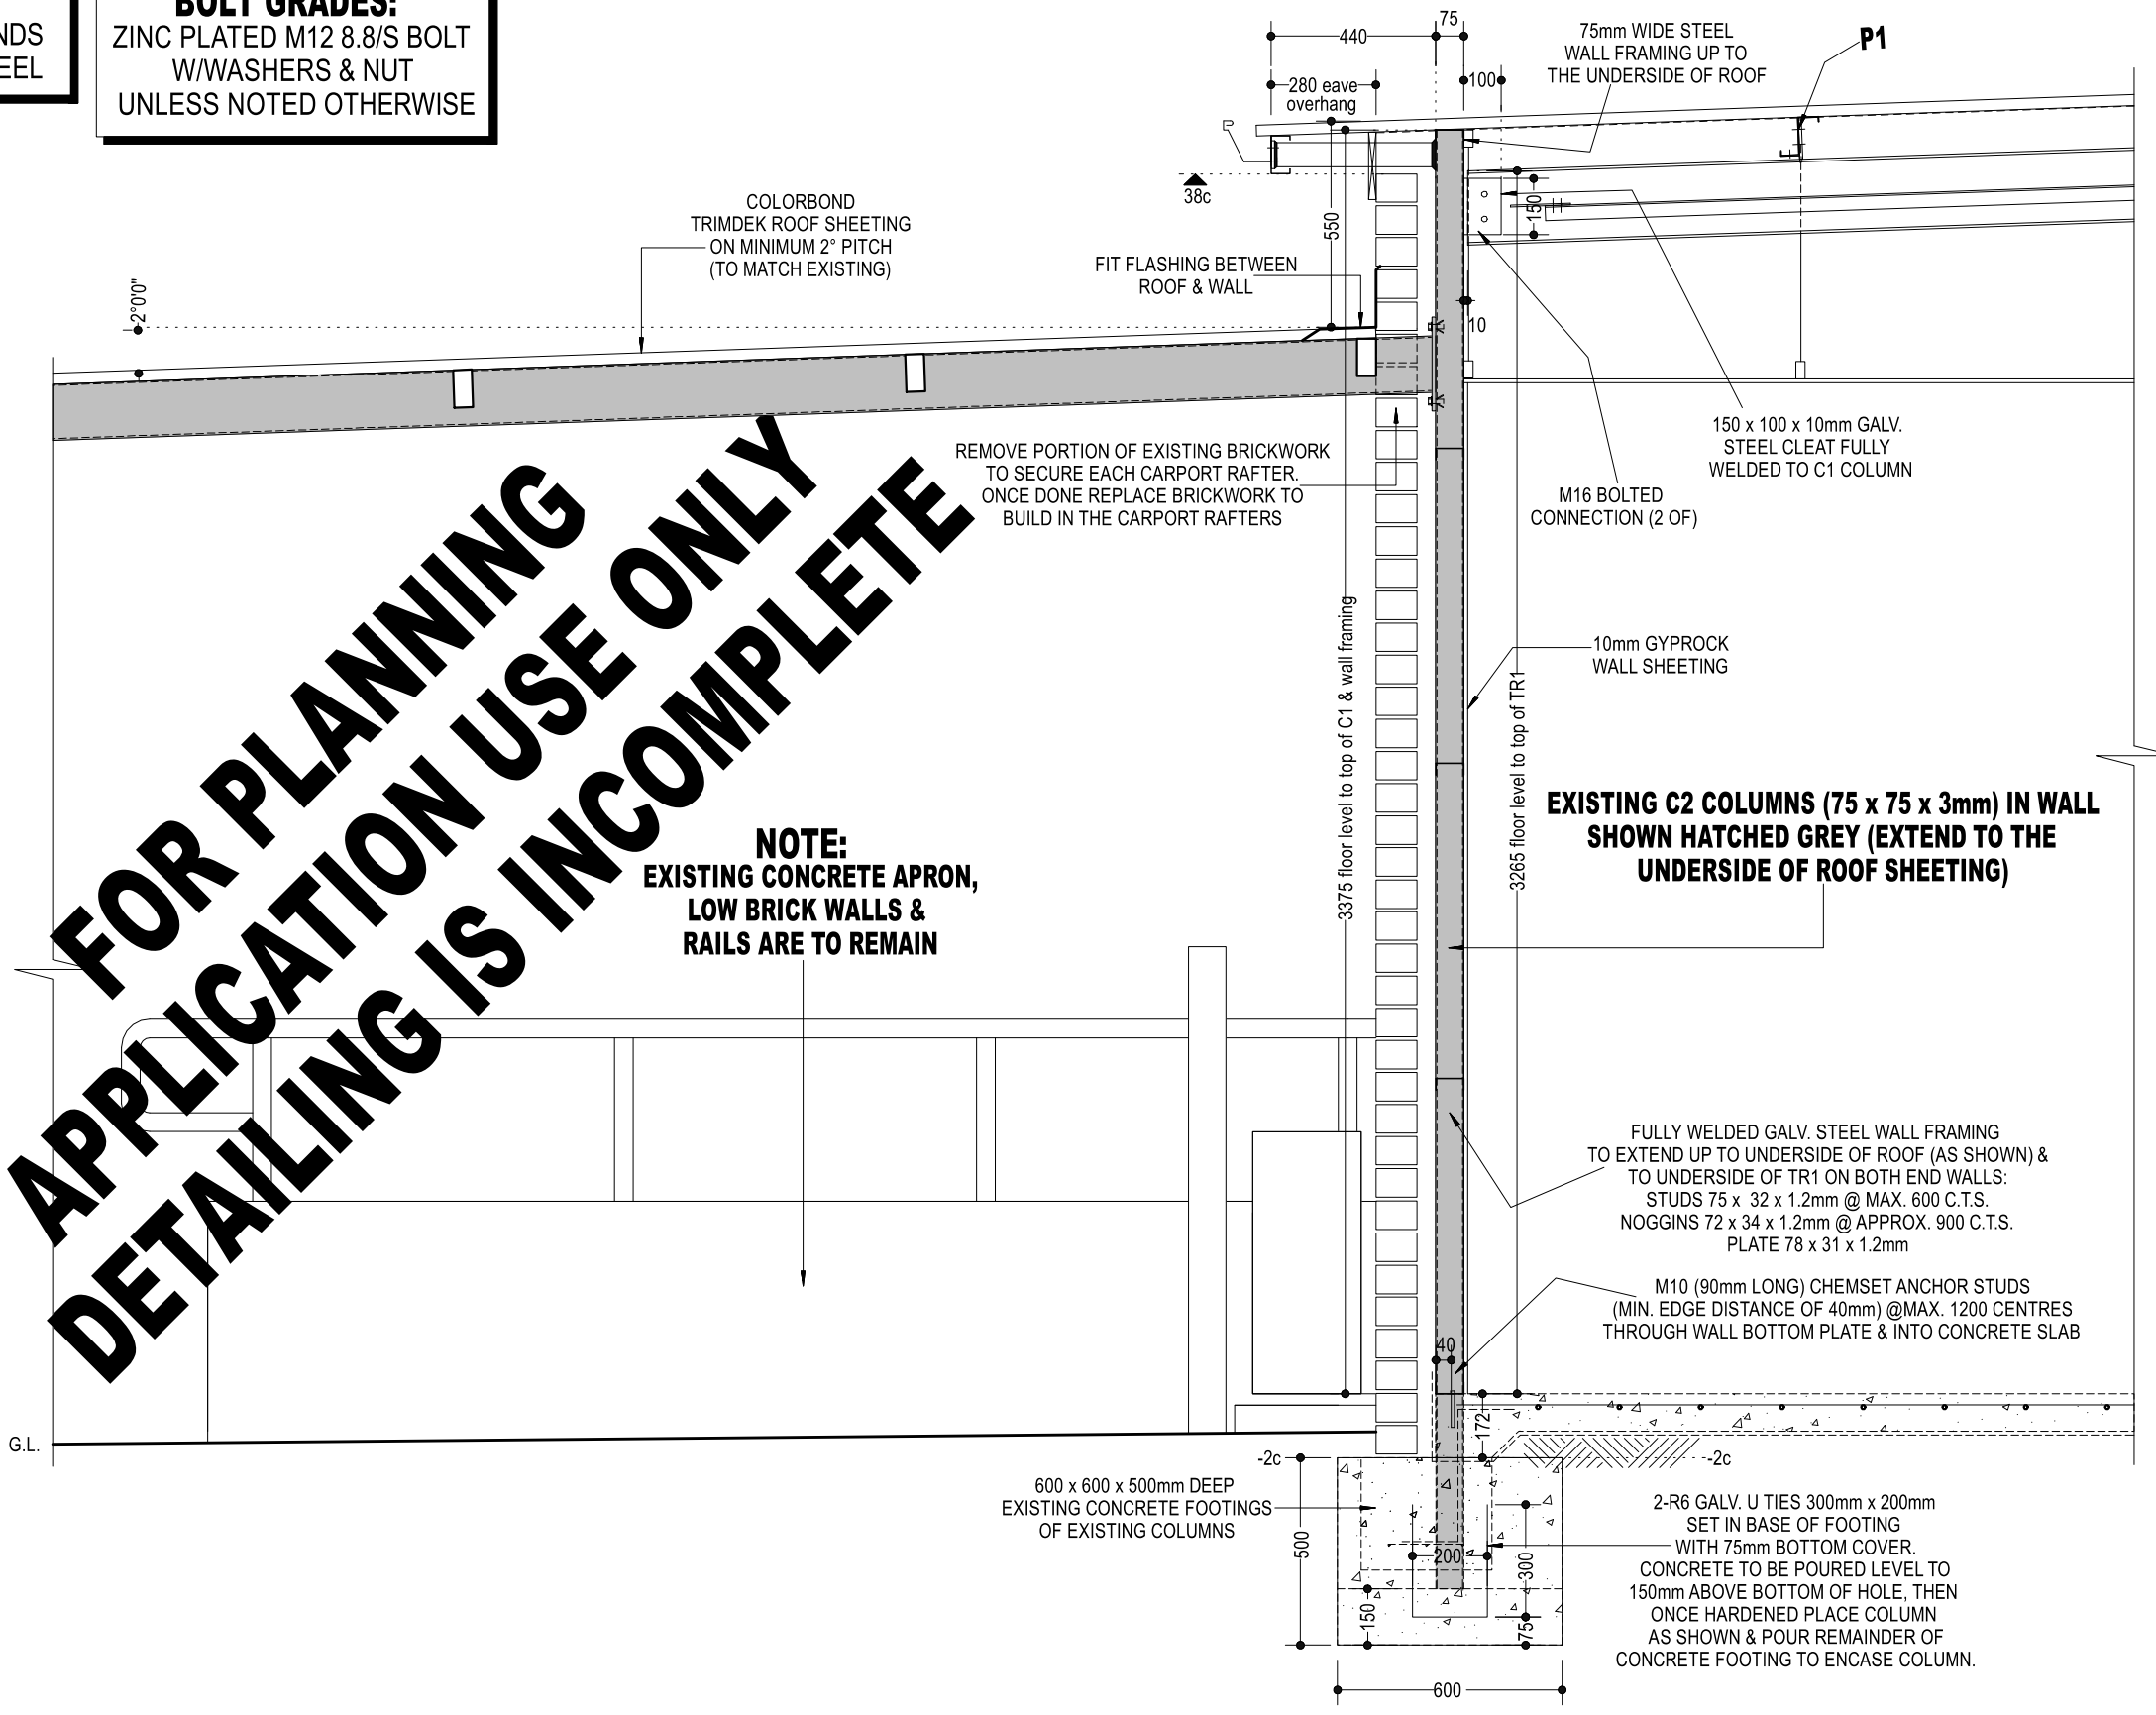 NDS
EEL
BOLT GRADES:
ZINC PLATED M12 8.8/S BOLT
W/WASHERS & NUT
UNLESS NOTED OTHERWISE
440
75
280 eave
overhang
100
75mm WIDE STEEL
WALL FRAMING UP TO
THE UNDERSIDE OF ROOF
P1
38c
550
150
10
COLORBOND
TRIMDEK ROOF SHEETING
ON MINIMUM 2° PITCH
(TO MATCH EXISTING)
FIT FLASHING BETWEEN
ROOF & WALL
2°0'0"
REMOVE PORTION OF EXISTING BRICKWORK
TO SECURE EACH CARPORT RAFTER.
ONCE DONE REPLACE BRICKWORK TO
BUILD IN THE CARPORT RAFTERS
150 x 100 x 10mm GALV.
STEEL CLEAT FULLY
WELDED TO C1 COLUMN
M16 BOLTED
CONNECTION (2 OF)
FOR PLANNING
APPLICATION USE ONLY
DETAILING IS INCOMPLETE
10mm GYPROCK
WALL SHEETING
3375 floor level to top of C1 & wall framing
3265 floor level to top of TR1
EXISTING C2 COLUMNS (75 x 75 x 3mm) IN WALL
SHOWN HATCHED GREY (EXTEND TO THE
UNDERSIDE OF ROOF SHEETING)
NOTE:
EXISTING CONCRETE APRON,
LOW BRICK WALLS &
RAILS ARE TO REMAIN
FULLY WELDED GALV. STEEL WALL FRAMING
TO EXTEND UP TO UNDERSIDE OF ROOF (AS SHOWN) &
TO UNDERSIDE OF TR1 ON BOTH END WALLS:
STUDS 75 x 32 x 1.2mm @ MAX. 600 C.T.S.
NOGGINS 72 x 34 x 1.2mm @ APPROX. 900 C.T.S.
PLATE 78 x 31 x 1.2mm
M10 (90mm LONG) CHEMSET ANCHOR STUDS
(MIN. EDGE DISTANCE OF 40mm) @MAX. 1200 CENTRES
THROUGH WALL BOTTOM PLATE & INTO CONCRETE SLAB
40
172
G.L.
-2c
-2c
600 x 600 x 500mm DEEP
EXISTING CONCRETE FOOTINGS
OF EXISTING COLUMNS
500
200
300
150
75
600
2-R6 GALV. U TIES 300mm x 200mm
SET IN BASE OF FOOTING
WITH 75mm BOTTOM COVER.
CONCRETE TO BE POURED LEVEL TO
150mm ABOVE BOTTOM OF HOLE, THEN
ONCE HARDENED PLACE COLUMN
AS SHOWN & POUR REMAINDER OF
CONCRETE FOOTING TO ENCASE COLUMN.